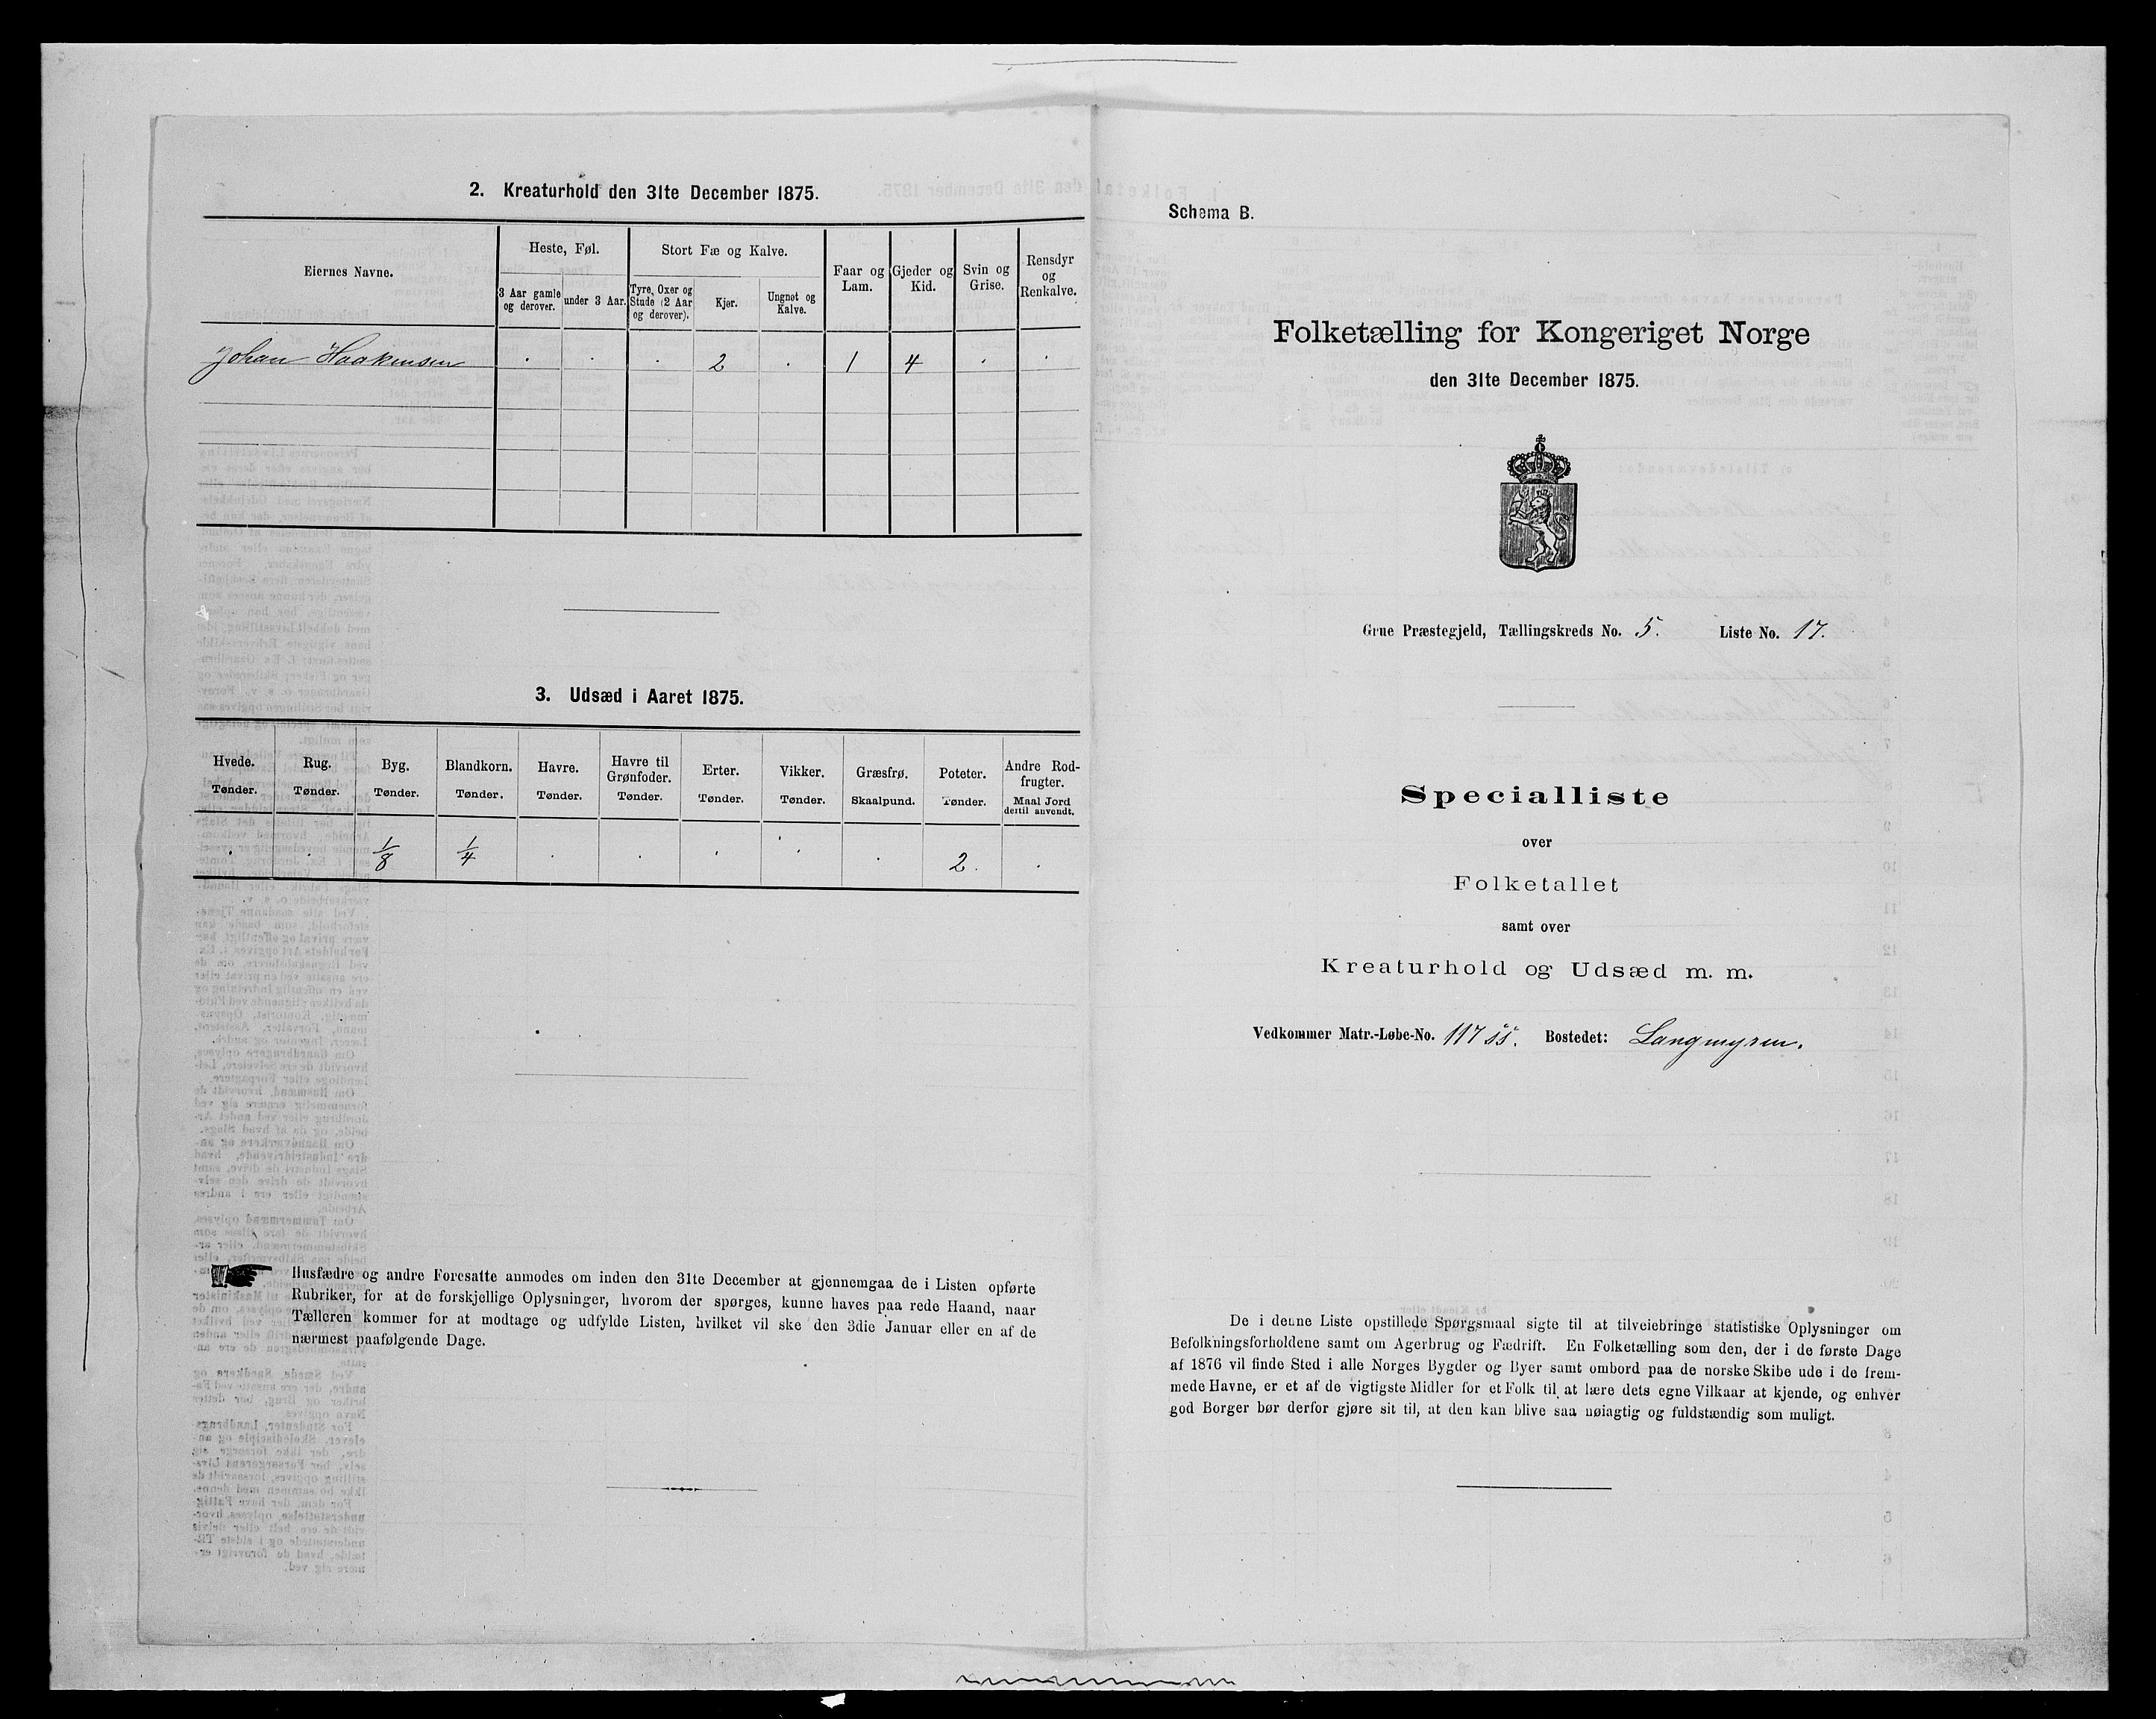 2. Kreaturhold den 31te December 1875.
Eiernes Navne.
Heste, Føl.
Stort Fæ og Kalve.
3 Aar gamle og derover.
under 3 Aar.
Tyre, Oxer og Stude (2 Aar og derover).
Kjør.
Ungnøt og Kalve.
Faar og Lam.
Gjeder og Kid.
Svin og Grise.
Rensdyr og Renkalve.
Johan Haakensen . . . 2 . 1 4 . .
3. Udsæd i Aaret 1875.
Hvede. Rug. Byg. Blandkorn. Havre. Havre til Grønfoder. Erter. Vikker. Græsfrø. Poteter. Andre Rodfrugter.
Tønder. Tønder. Tønder. Tønder. Tønder. Tønder. Tønder. Tønder. Skaalpund. Tønder. Maal Jord dertil anvendt.
. . 1/8 1/4 . . . . . 2. .
Husfædre og andre Foresatte anmodes om inden den 31te December at gjennemgaa de i Listen opførte
Rubriker, for at de forskjellige Oplysninger, hvorom der spørges, kunne haves paa rede Haand, naar
Tælleren kommer for at modtage og udfylde Listen, hvilket vil ske den 3die Januar eller en af de
nærmest paafølgende Dage.
Schema B.
Folketælling for Kongeriget Norge
den 31te December 1875.
Grue Præstegjeld, Tællingskreds No. 5. Liste No. 17.
Specialliste
over
Folketallet
samt over
Kreaturhold og Udsæd m. m.
Vedkommer Matr.-Løbe-No. 117 ss. Bostedet: Langmyren.
De i denne Liste opstillede Spørgsmaal sigte til at tilveiebringe statistiske Oplysninger om
Befolkningsforholdene samt om Agerbrug og Fædrift. En Folketælling som den, der i de første Dage
af 1876 vil finde Sted i alle Norges Bygder og Byer samt ombord paa de norske Skibe ude i de frem-
mede Havne, er et af de vigtigste Midler for et Folk til at lære dets egne Vilkaar at kjende, og enhver
god Borger bør derfor gjøre sit til, at den kan blive saa nøiagtig og fuldstændig som muligt.